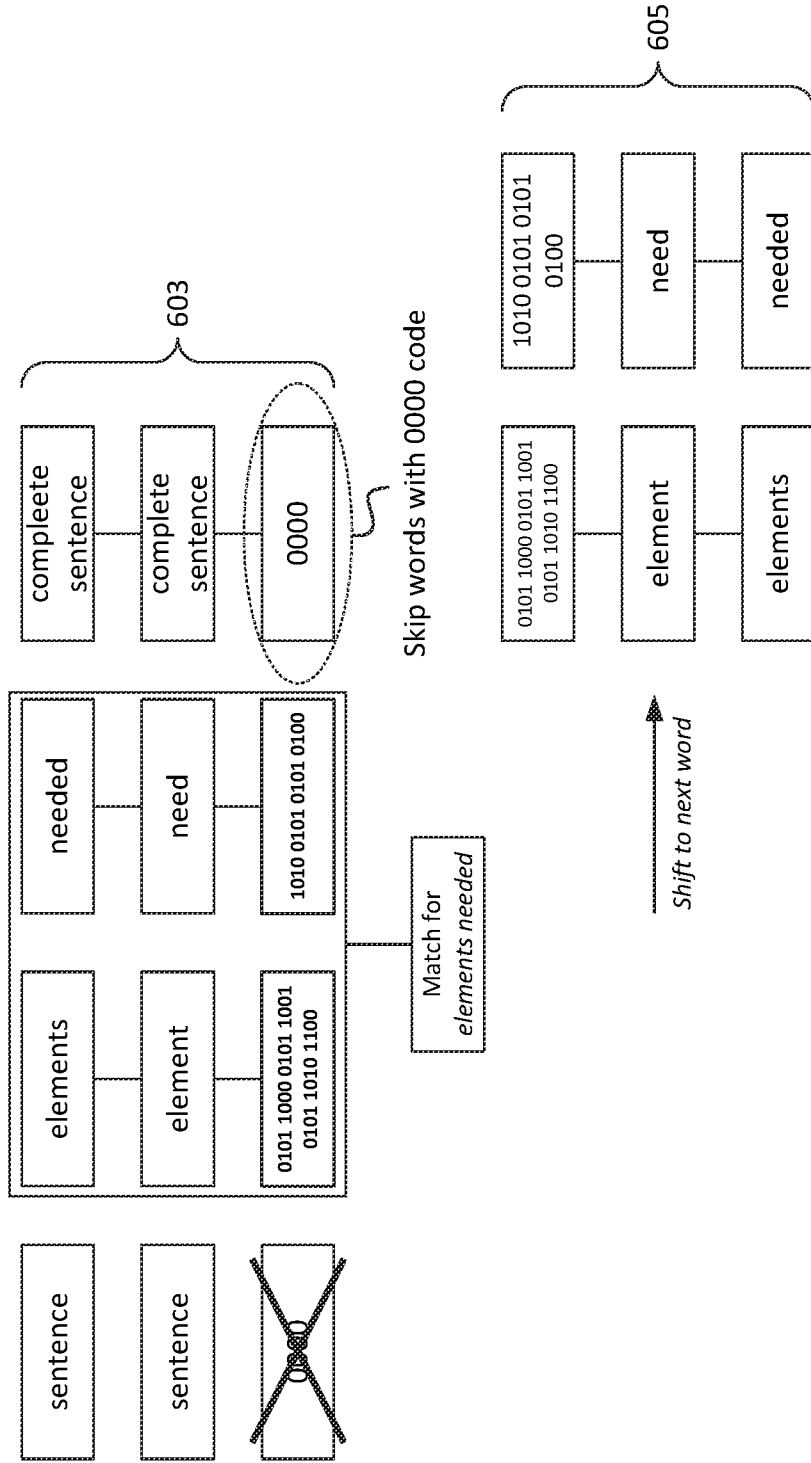 sentence
elements
needed
compleete
sentence
sentence
element
need
complete
sentence
603
0000
0101 1000 0101 1001
0101 1010 1100
1010 0101 0101 0100
0000
Match for
elements needed
Skip words with 0000 code
Shift to next word
0101 1000 0101 1001
0101 1010 1100
1010 0101 0101
0100
element
need
605
elements
needed